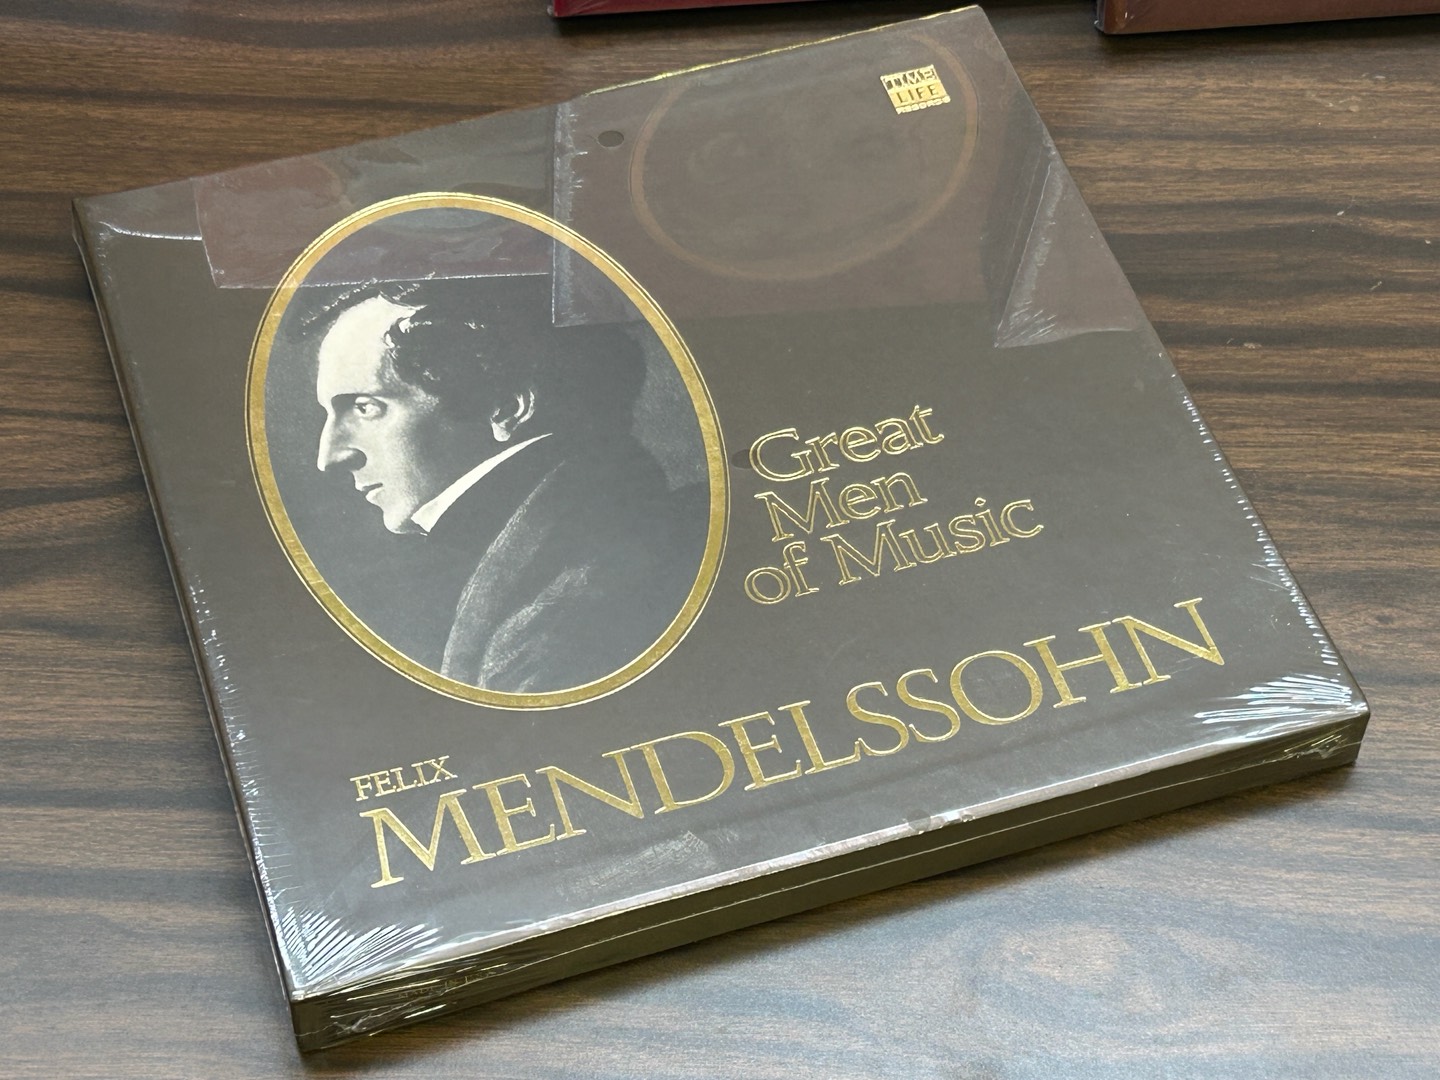 TIME
LIFE
RECORDS
Great
Men
of Music
FELIX
MENDELSSOHN